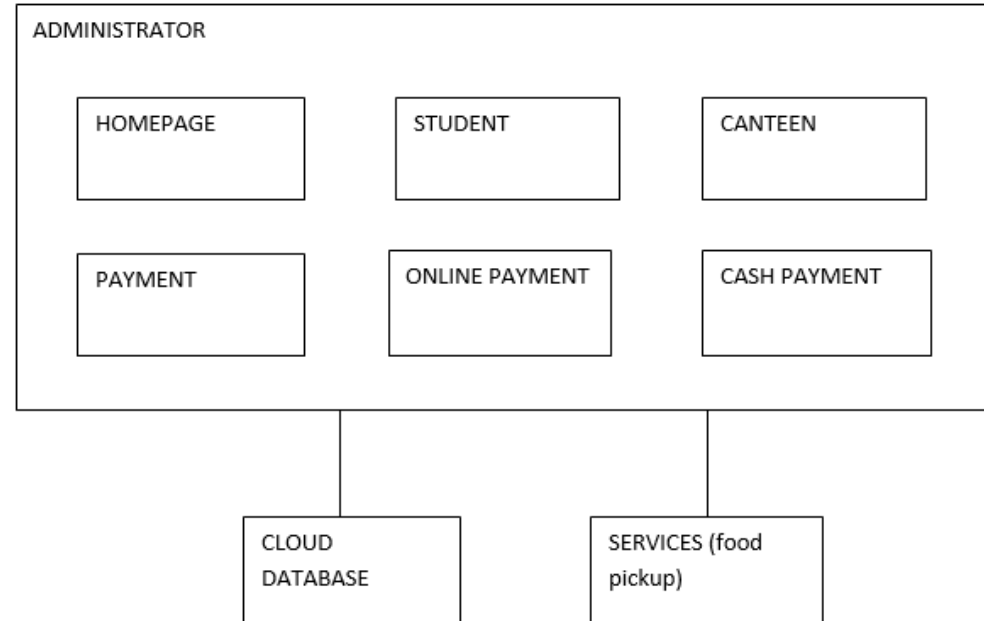 ADMINISTRATOR
HOMEPAGE
STUDENT
CANTEEN
PAYMENT
ONLINE PAYMENT
CASH PAYMENT
CLOUD
DATABASE
SERVICES (food
pickup)